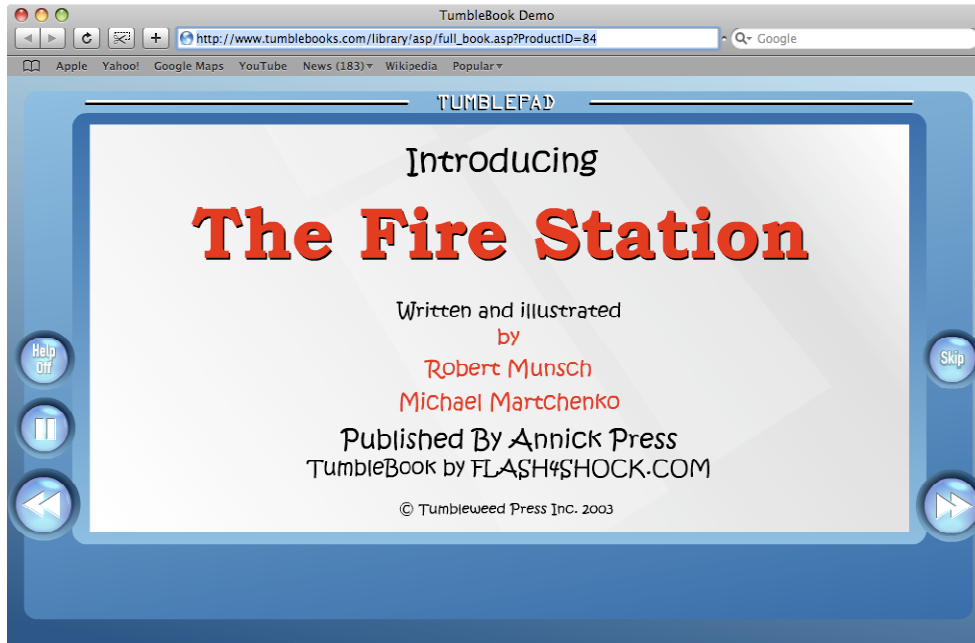 TumbleBook Demo
http://www.tumblebooks.com/library/asp/full_book.asp?ProductID=84
Google
Apple Yahoo! Google Maps YouTube News (183) Wikipedia Popular
TUMBLEPAD
Introducing
The Fire Station
Written and illustrated
by
Robert Munsch
Michael Martchenko
Published By Annick Press
TumbleBook by FLASH4SHOCK.COM
© Tumbleweed Press Inc. 2003
Help
Off
Skip